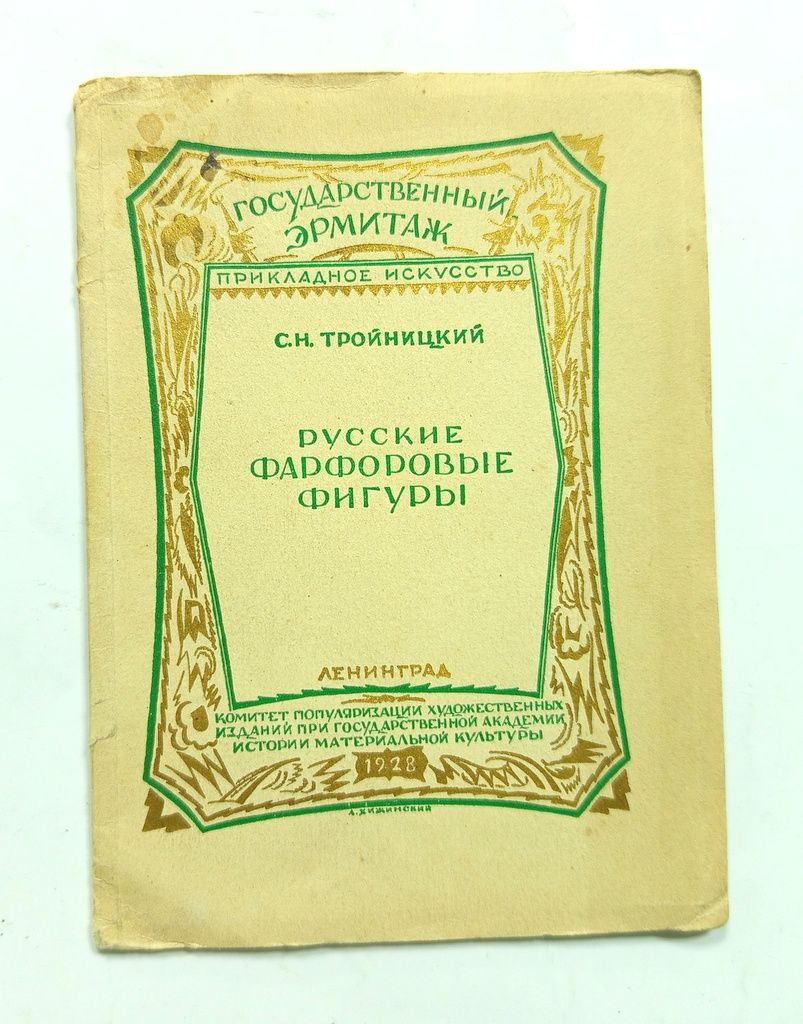 ГОСУДАРСТВЕННЫЙ
ЭРМИТАЖ
ПРИКЛАДНОЕ ИСКУССТВО
С.Н. ТРОЙНИЦКИЙ
РУССКИЕ
ФАРФОРОВЫЕ
ФИГУРЫ
ЛЕНИНГРАД
КОМИТЕТ ПОПУЛЯРИЗАЦИИ ХУДОЖЕСТВЕННЫХ
ИЗДАНИЙ ПРИ ГОСУДАРСТВЕННОЙ АКАДЕМИИ
ИСТОРИИ МАТЕРИАЛЬНОЙ КУЛЬТУРЫ
1928
Л. ХИЖИНСКИЙ